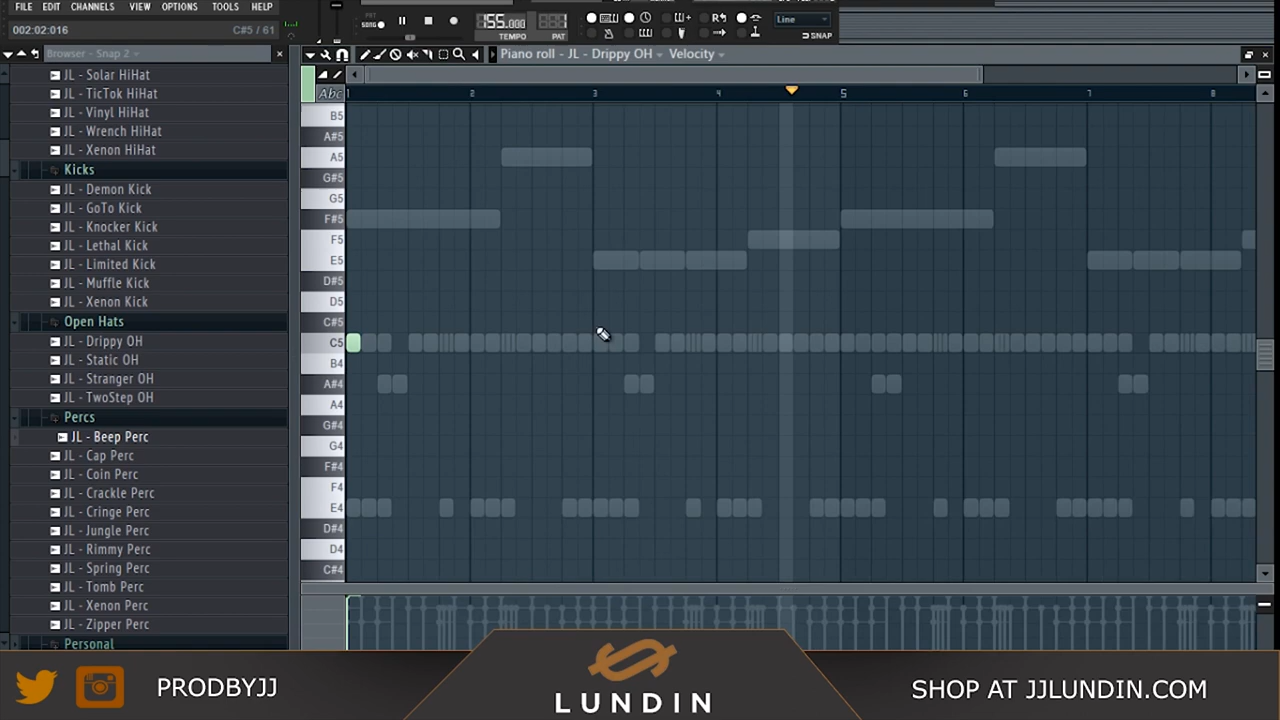 FILE EDIT CHANNELS VIEW OPTIONS TOOLS HELP
002:02:016 C#5 / 61
PAT
SONG
155.000
TEMPO PAT
Line
SNAP
Browser - Snap 2
Piano roll - JL - Drippy OH Velocity
Abc 1 2 3 4 5 6 7 8
JL - Solar HiHat
JL - TikTok HiHat
JL - Vinyl HiHat
JL - Wrench HiHat
JL - Xenon HiHat
Kicks
JL - Demon Kick
JL - GoTo Kick
JL - Knocker Kick
JL - Lethal Kick
JL - Limited Kick
JL - Muffle Kick
JL - Xenon Kick
Open Hats
JL - Drippy OH
JL - Static OH
JL - Stranger OH
JL - TwoStep OH
Percs
JL - Beep Perc
JL - Cap Perc
JL - Coin Perc
JL - Crackle Perc
JL - Cringe Perc
JL - Jungle Perc
JL - Rimmy Perc
JL - Spring Perc
JL - Tomb Perc
JL - Xenon Perc
JL - Zipper Perc
Personal
B5
A#5
A5
G#5
G5
F#5
F5
E5
D#5
D5
C#5
C5
B4
A#4
A4
G#4
G4
F#4
F4
E4
D#4
D4
C#4
PRODBYJJ
LUNDIN
SHOP AT JJLUNDIN.COM